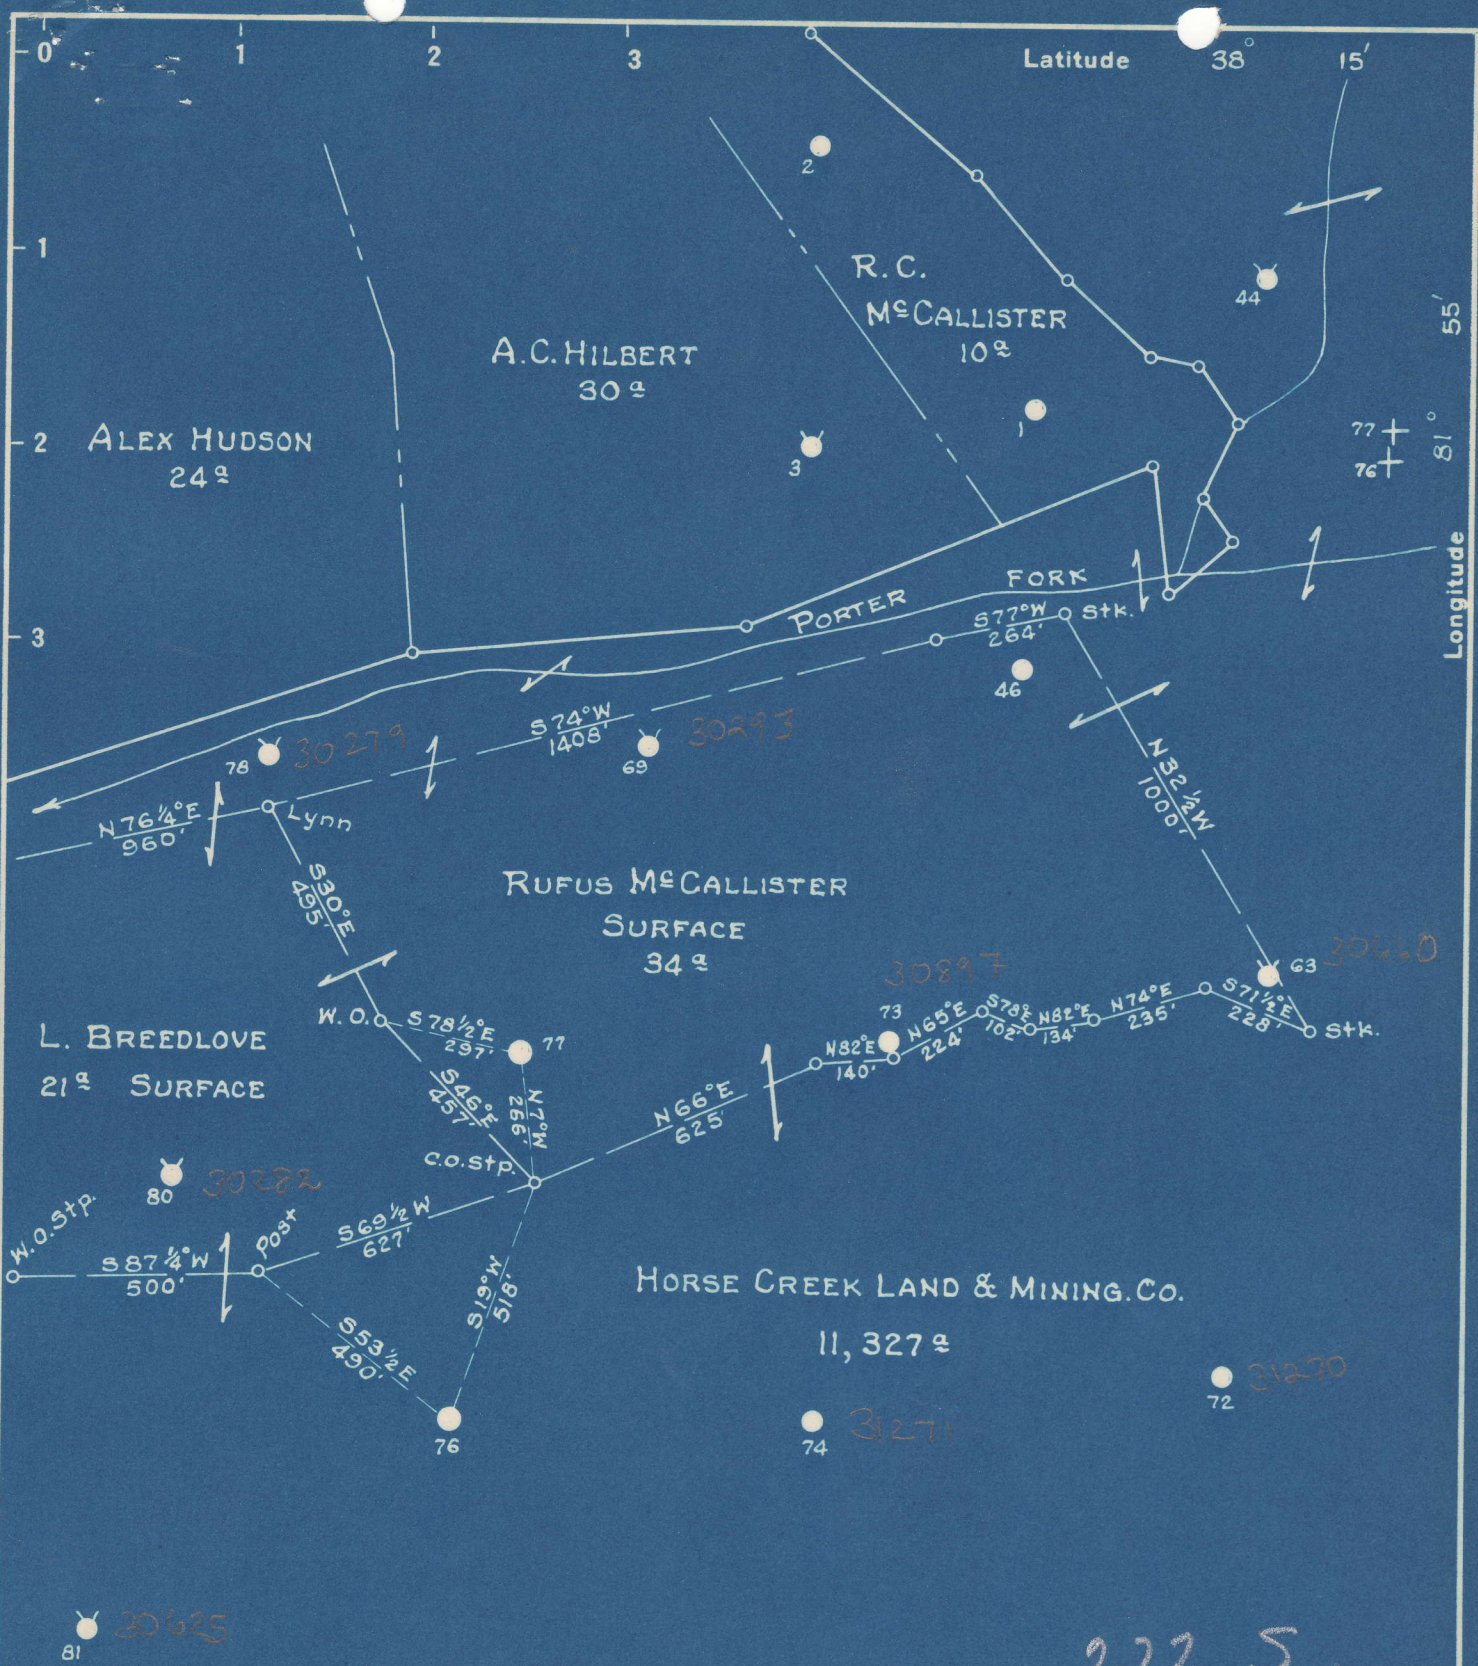 0 1 2 3 Latitude 38° 15'
2
1
R.C.
McCALLISTER
10a
44
55'
A.C. HILBERT
30a
ALEX HUDSON
24a
2
3
1
77
76
81°
Longitude
3
PORTER FORK
S77°W
264'
Stk.
46
S74°W
1408'
69 30293
78 30279
N76¼°E
960'
Lynn
N32½W
1000'
S30°E
495'
RUFUS McCALLISTER
SURFACE
34a
63
30897
73
W.O.
S78½°E
297'
77
N82°E
140'
N65°E
224'
S78°E
102'
N82°E
134'
N74°E
235'
S71½°E
228'
Stk.
L. BREEDLOVE
21a SURFACE
S46°E
457'
N7°W
266'
N66°E
625'
C.O.Stp.
80 30282
W.O.Stp.
S87¼°W
500'
Post
S69½W
627'
S19°W
518'
S53½E
490'
76
HORSE CREEK LAND & MINING.CO.
11,327a
72 31270
74 31271
81 30625